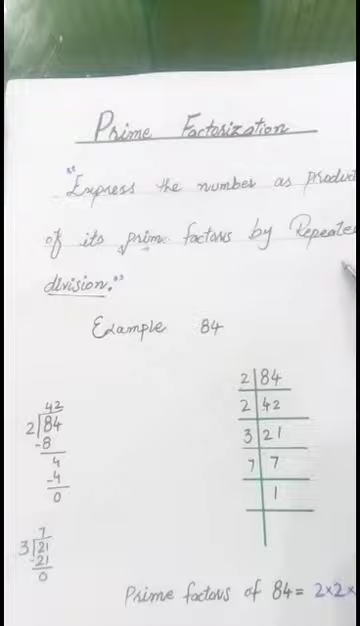 Prime Factorization
"Express the number as produc
of its prime factors by Repeate
division."
Example 84
2 84
2 42
3 21
7 7
1
42
2 84
-8
4
-4
0
7
3 21
-21
0
Prime factors of 84 = 2×2×